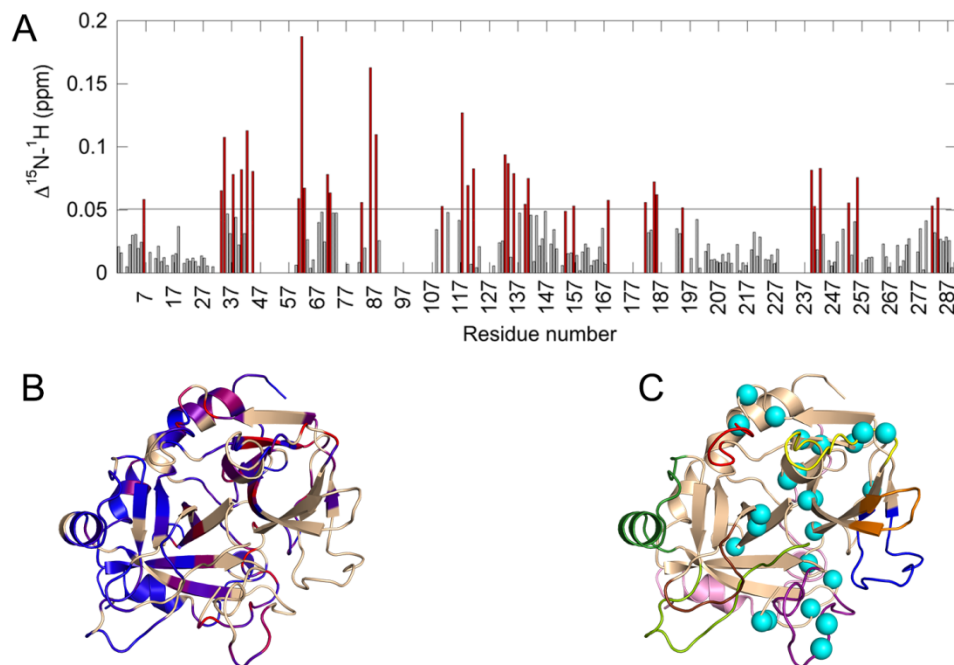 A
0.2
0.15
0.1
0.05
0
Δ¹⁵N-¹H (ppm)
7 17 27 37 47 57 67 77 87 97 107 117 127 137 147 157 167 177 187 197 207 217 227 237 247 257 267 277 287
Residue number
B C